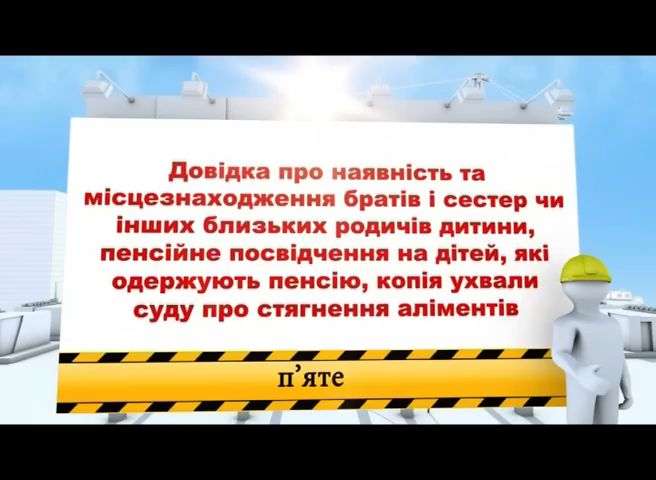 Довідка про наявність та
місцезнаходження братів і сестер чи
інших близьких родичів дитини,
пенсійне посвідчення на дітей, які
одержують пенсію, копія ухвали
суду про стягнення аліментів
п’яте